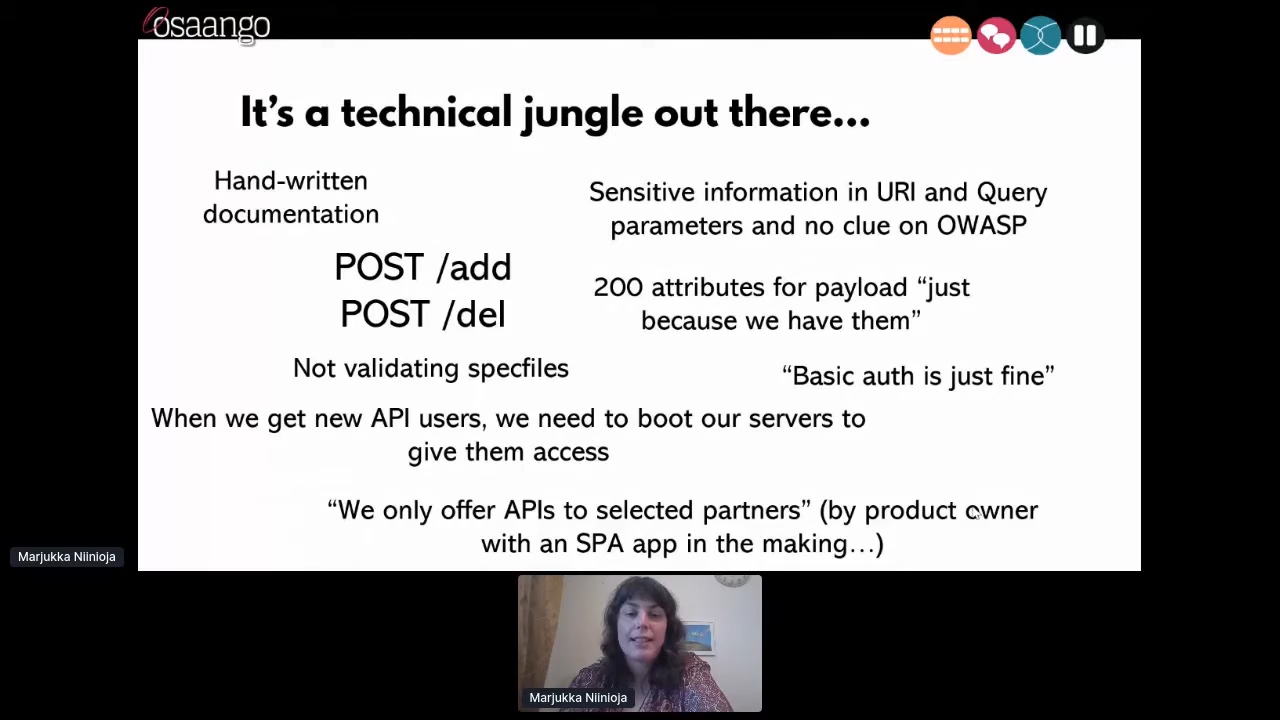 osaango
It's a technical jungle out there...
Hand-written
documentation
Sensitive information in URI and Query
parameters and no clue on OWASP
POST /add
POST /del
200 attributes for payload “just
because we have them”
Not validating specfiles
“Basic auth is just fine”
When we get new API users, we need to boot our servers to
give them access
“We only offer APIs to selected partners” (by product owner
with an SPA app in the making...)
Marjukka Niinioja
Marjukka Niinioja